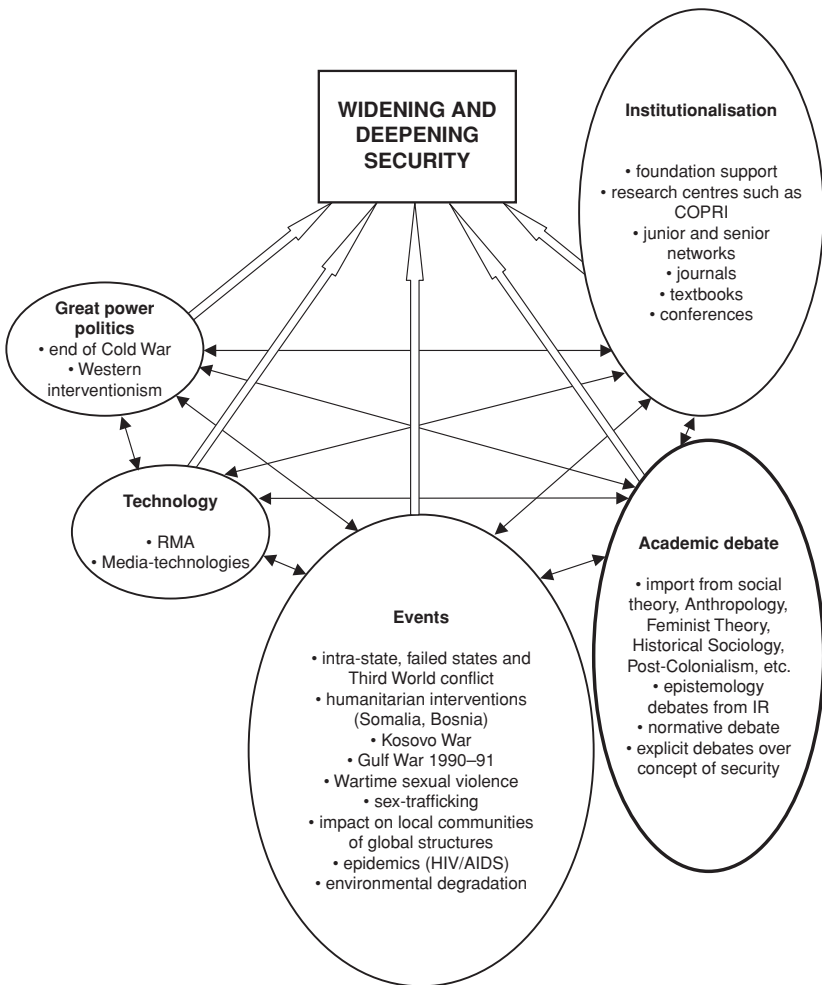 WIDENING AND
DEEPENING
SECURITY
Institutionalisation
• foundation support
• research centres such as
COPRI
• junior and senior
networks
• journals
• textbooks
• conferences
Great power
politics
• end of Cold War
• Western
interventionism
Technology
• RMA
• Media-technologies
Events
• intra-state, failed states and
Third World conflict
• humanitarian interventions
(Somalia, Bosnia)
• Kosovo War
• Gulf War 1990–91
• Wartime sexual violence
• sex-trafficking
• impact on local communities
of global structures
• epidemics (HIV/AIDS)
• environmental degradation
Academic debate
• import from social
theory, Anthropology,
Feminist Theory,
Historical Sociology,
Post-Colonialism, etc.
• epistemology
debates from IR
• normative debate
• explicit debates over
concept of security